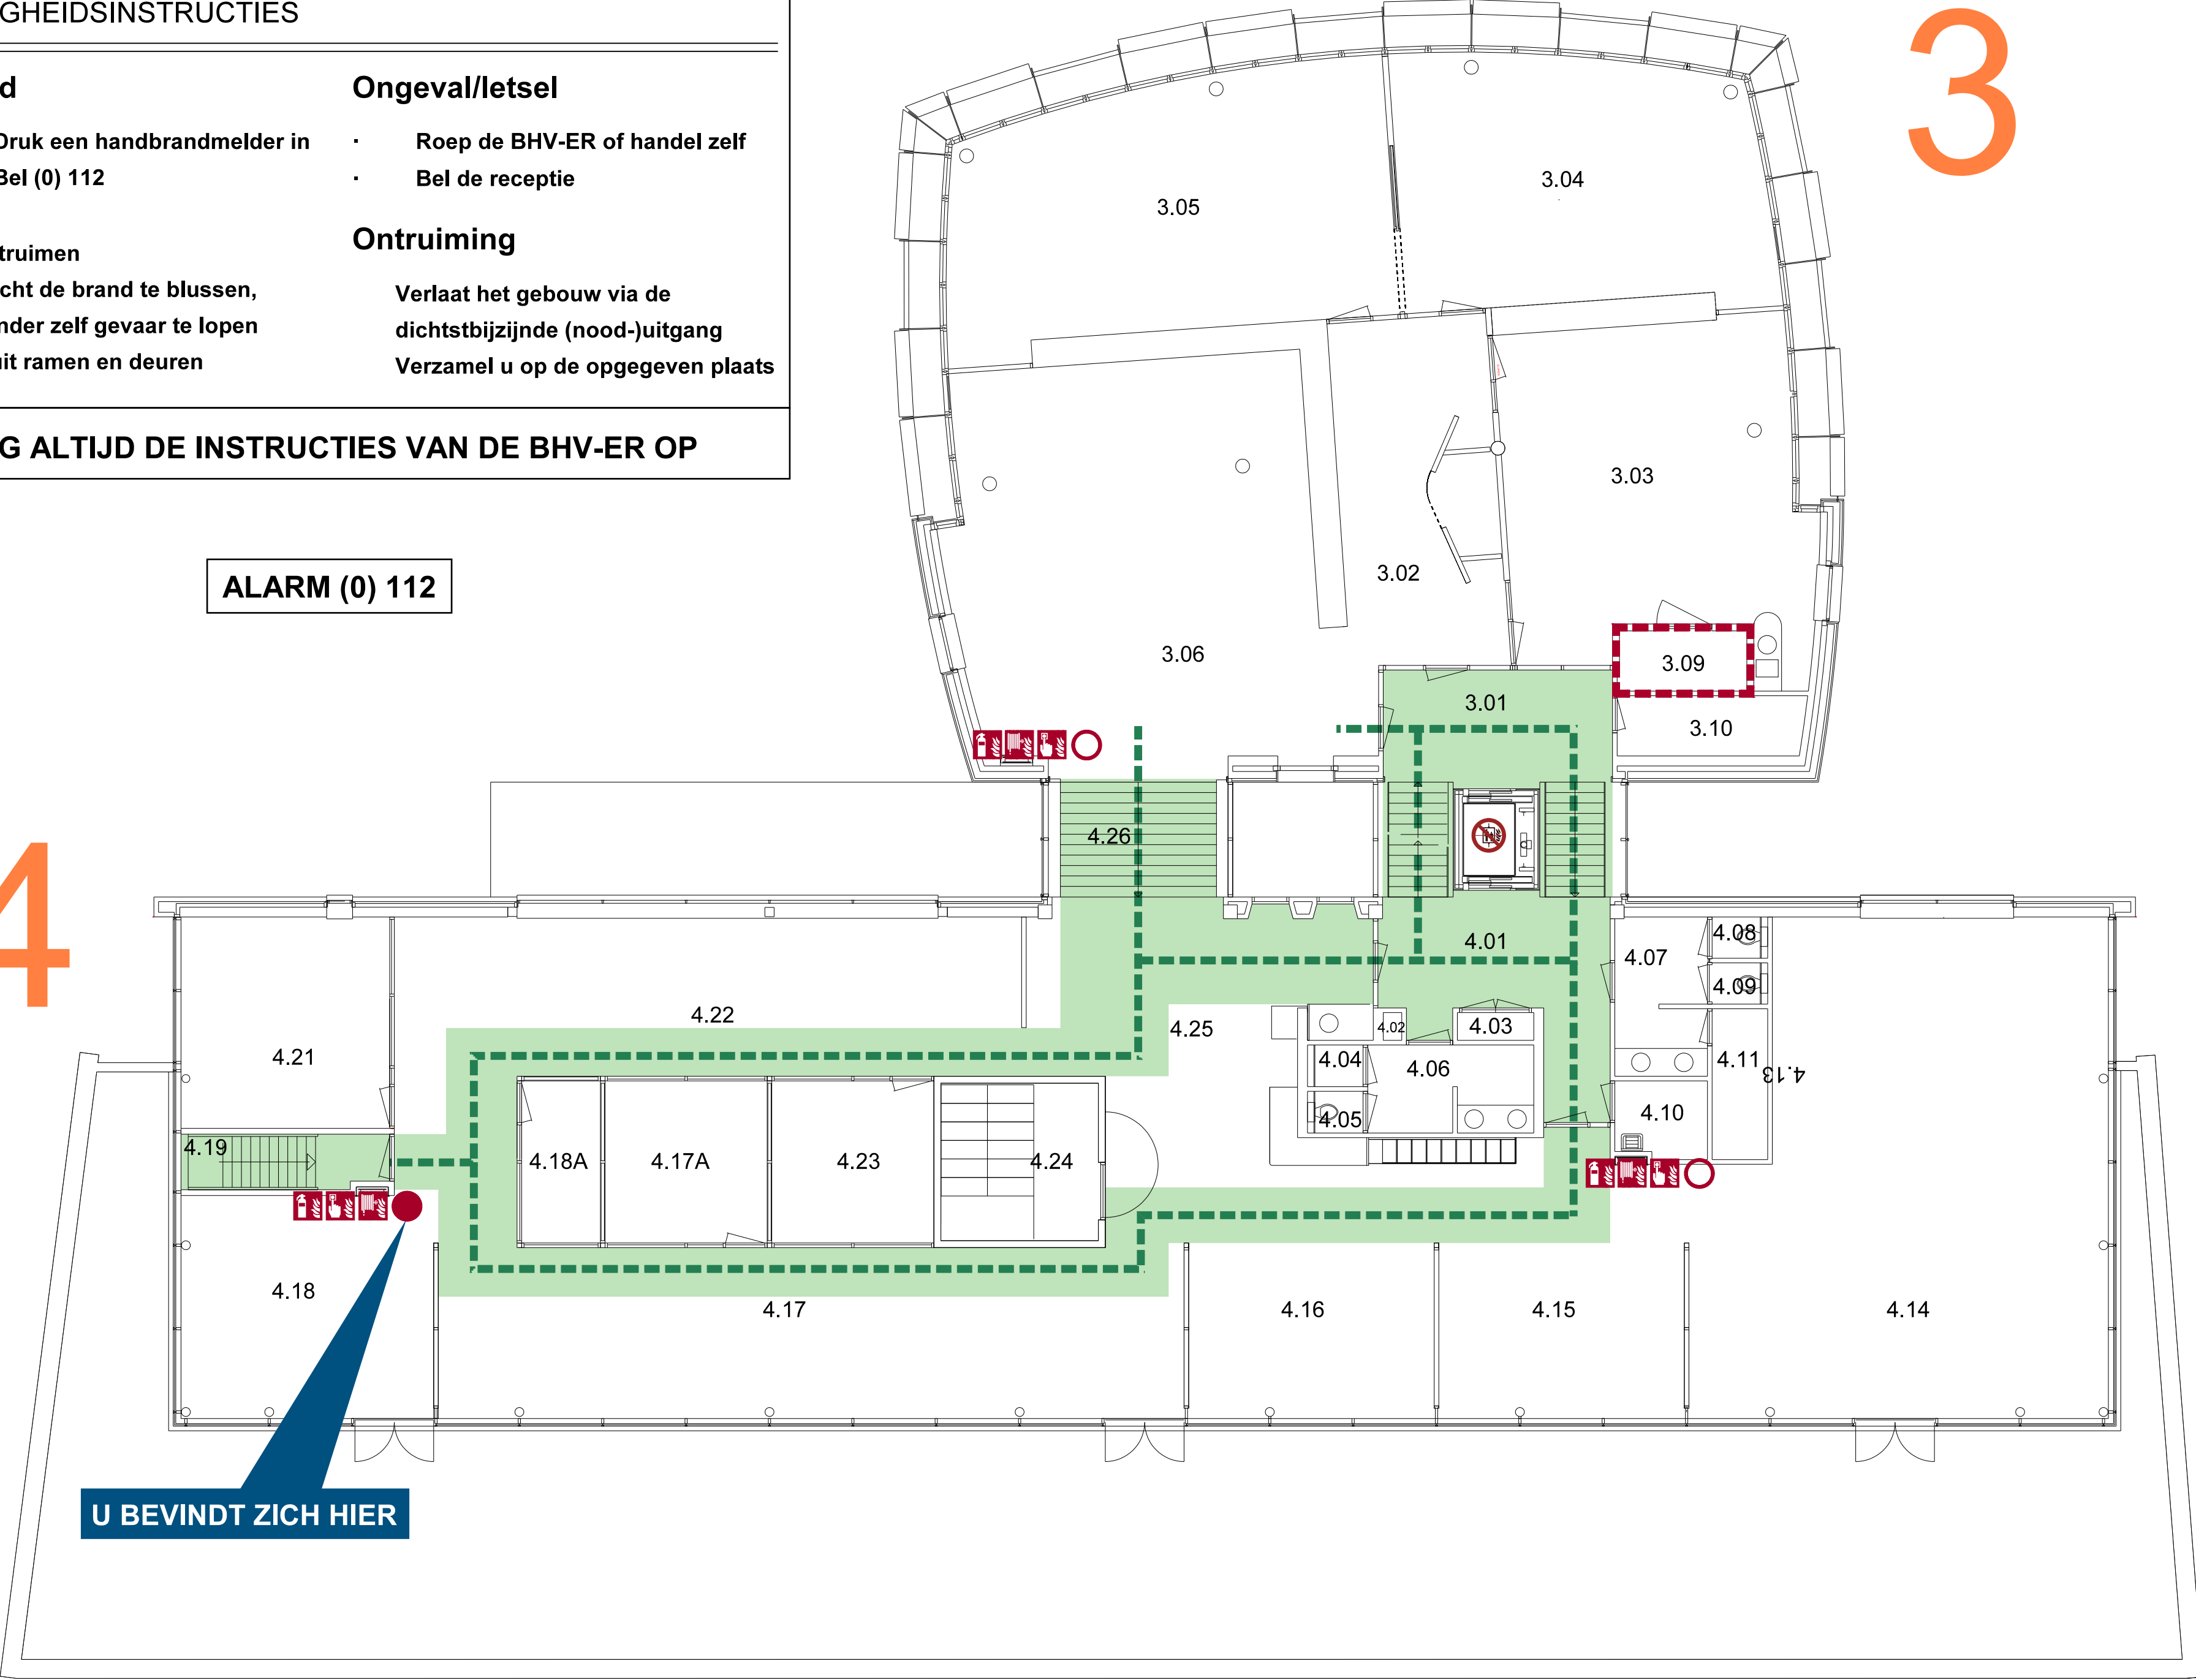 GHEIDSINSTRUCTIES
d
Druk een handbrandmelder in
Bel (0) 112
truimen
cht de brand te blussen,
nder zelf gevaar te lopen
uit ramen en deuren
Ongeval/letsel
· Roep de BHV-ER of handel zelf
· Bel de receptie
Ontruiming
Verlaat het gebouw via de
dichtstbijzijnde (nood-)uitgang
Verzamel u op de opgegeven plaats
G ALTIJD DE INSTRUCTIES VAN DE BHV-ER OP
ALARM (0) 112
3
3.05
3.04
3.03
3.02
3.06
3.09
3.01
3.10
4
4.26
4.01
4.07
4.08
4.09
4.22
4.25
4.02
4.03
4.21
4.04
4.06
4.11
4.13
4.05
4.10
4.19
4.18A
4.17A
4.23
4.24
4.18
4.17
4.16
4.15
4.14
U BEVINDT ZICH HIER